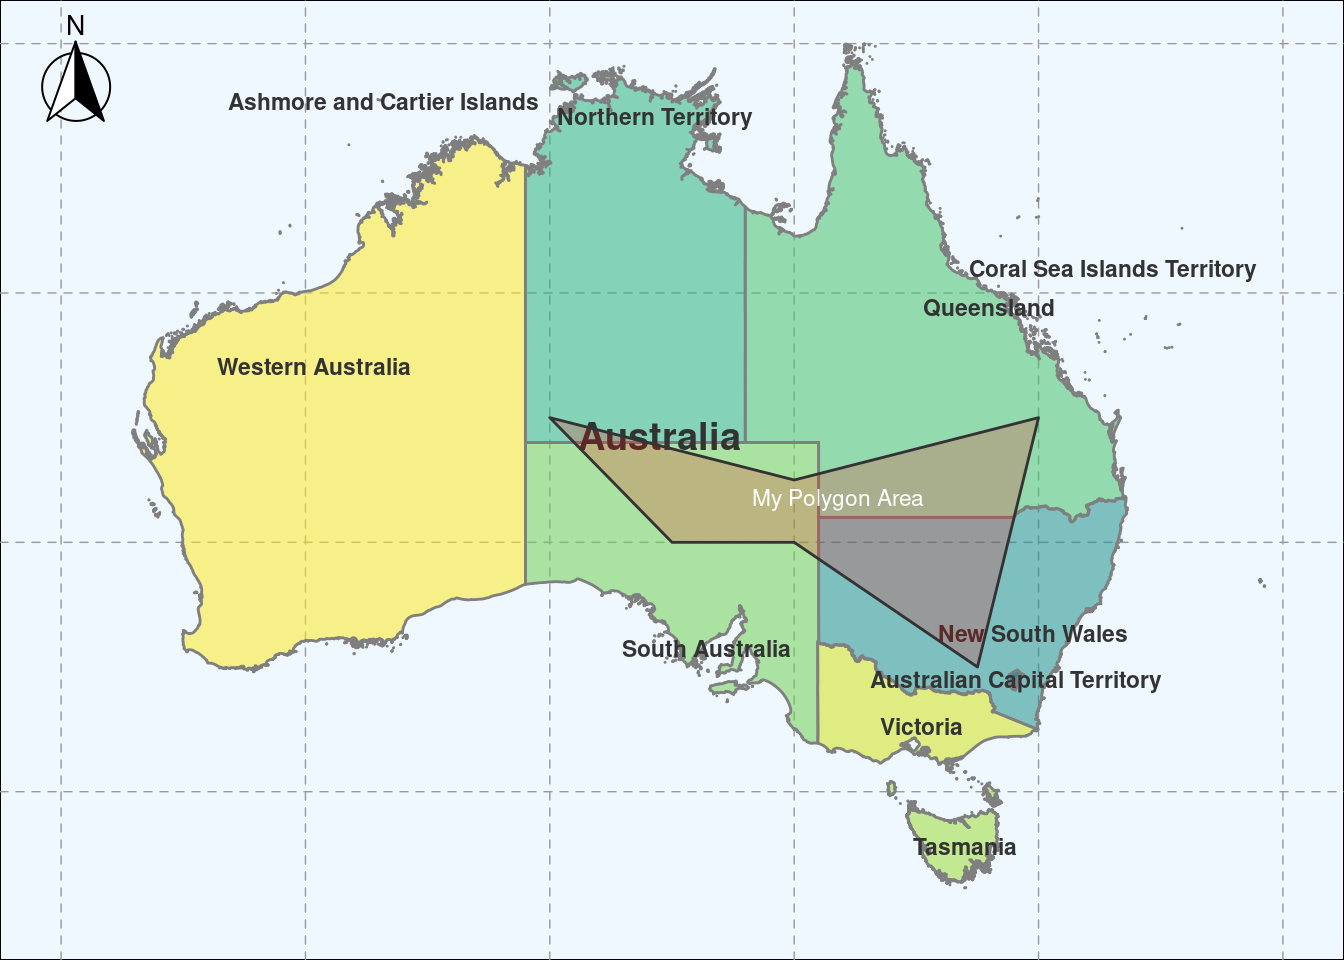 N
Ashmore and Cartier Islands
Northern Territory
Coral Sea Islands Territory
Queensland
Western Australia
Australia
My Polygon Area
New South Wales
South Australia
Australian Capital Territory
Victoria
Tasmania